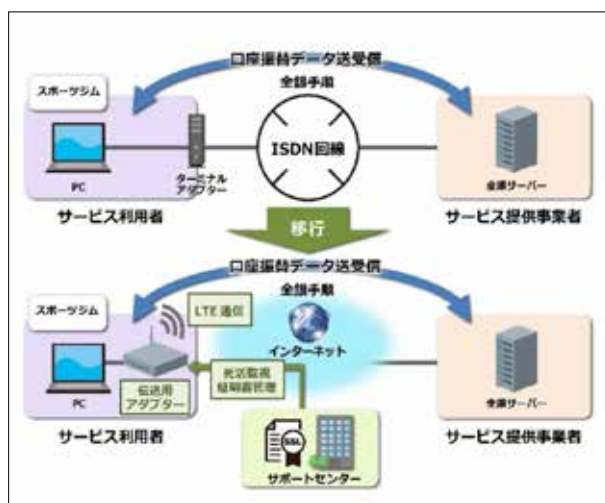 口座振替データ送受信
全銀手順
スポーツジム
ISDN回線
PC
ターミナル
アダプター
全銀サーバー
サービス利用者
サービス提供事業者
移行
口座振替データ送受信
全銀手順
スポーツジム
LTE 通信
インターネット
死活監視
証明書管理
PC
伝送用
アダプター
全銀サーバー
サービス利用者
サービス提供事業者
SSL
サポートセンター